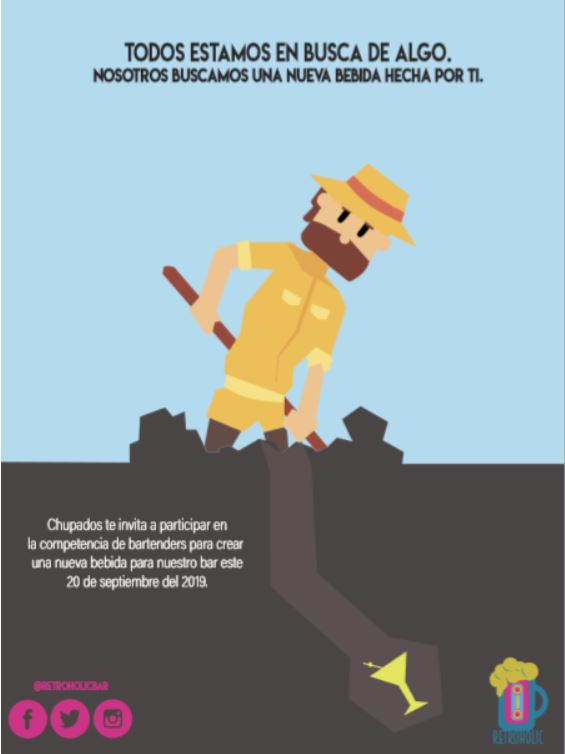 TODOS ESTAMOS EN BUSCA DE ALGO.
NOSOTROS BUSCAMOS UNA NUEVA BEBIDA HECHA POR TI.
Chupados te invita a participar en
la competencia de bartenders para crear
una nueva bebida para nuestro bar este
20 de septiembre del 2019.
@RETROHOLICBAR
RETROHOLIC